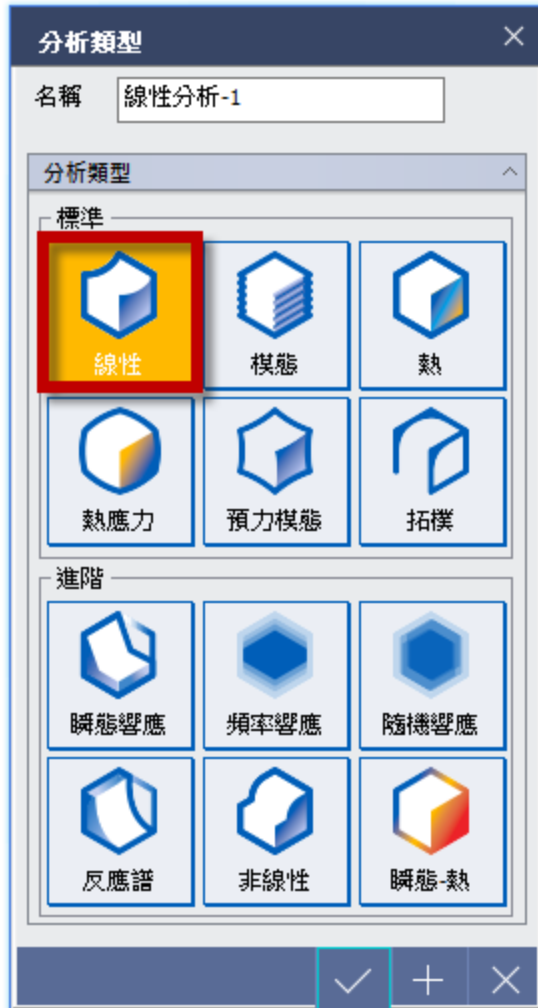 分析類型
名稱 線性分析-1
分析類型
標準
線性 模態 熱
熱應力 預力模態 拓樸
進階
瞬態響應 頻率響應 隨機響應
反應譜 非線性 瞬態-熱